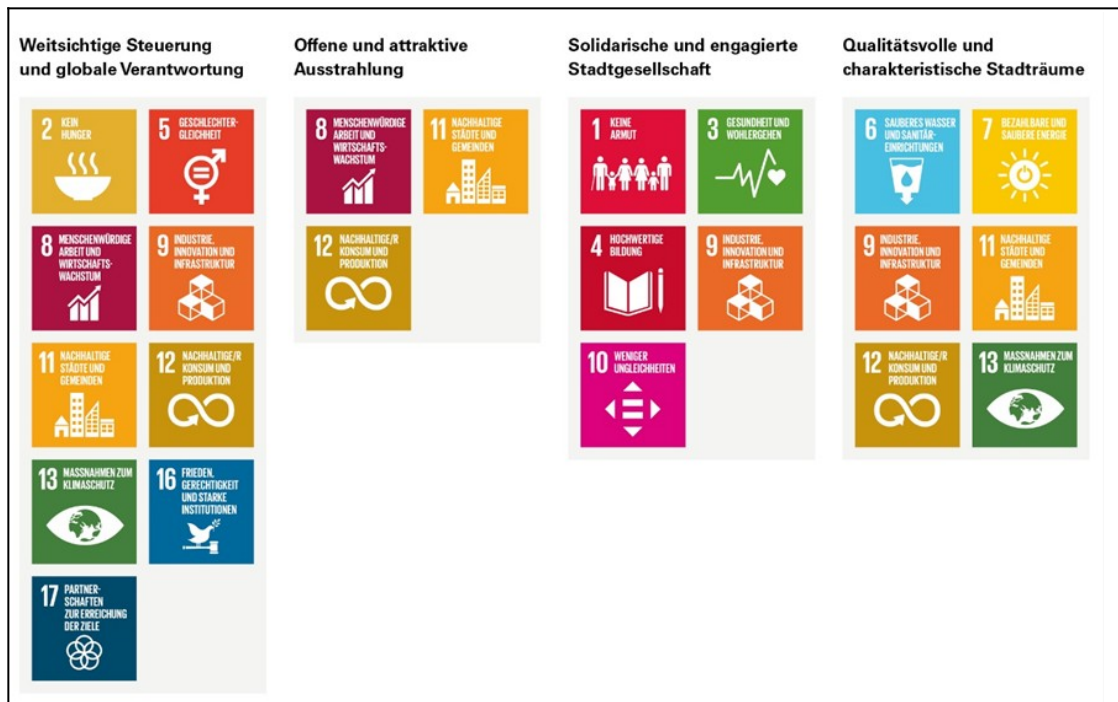 Weitsichtige Steuerung
und globale Verantwortung
2 KEIN
HUNGER
5 GESCHLECHTER-
GLEICHHEIT
8 MENSCHENWÜRDIGE
ARBEIT UND
WIRTSCHAFTS-
WACHSTUM
9 INDUSTRIE,
INNOVATION UND
INFRASTRUKTUR
11 NACHHALTIGE
STÄDTE UND
GEMEINDEN
12 NACHHALTIGE/R
KONSUM UND
PRODUKTION
13 MASSNAHMEN ZUM
KLIMASCHUTZ
16 FRIEDEN,
GERECHTIGKEIT
UND STARKE
INSTITUTIONEN
17 PARTNER-
SCHAFTEN
ZUR ERREICHUNG
DER ZIELE
Offene und attraktive
Ausstrahlung
8 MENSCHENWÜRDIGE
ARBEIT UND
WIRTSCHAFTS-
WACHSTUM
11 NACHHALTIGE
STÄDTE UND
GEMEINDEN
12 NACHHALTIGE/R
KONSUM UND
PRODUKTION
Solidarische und engagierte
Stadtgesellschaft
1 KEINE
ARMUT
3 GESUNDHEIT UND
WOHLERGEHEN
4 HOCHWERTIGE
BILDUNG
9 INDUSTRIE,
INNOVATION UND
INFRASTRUKTUR
10 WENIGER
UNGLEICHHEITEN
Qualitätsvolle und
charakteristische Stadträume
6 SAUBERES WASSER
UND SANITÄR-
EINRICHTUNGEN
7 BEZAHLBARE UND
SAUBERE ENERGIE
9 INDUSTRIE,
INNOVATION UND
INFRASTRUKTUR
11 NACHHALTIGE
STÄDTE UND
GEMEINDEN
12 NACHHALTIGE/R
KONSUM UND
PRODUKTION
13 MASSNAHMEN ZUM
KLIMASCHUTZ